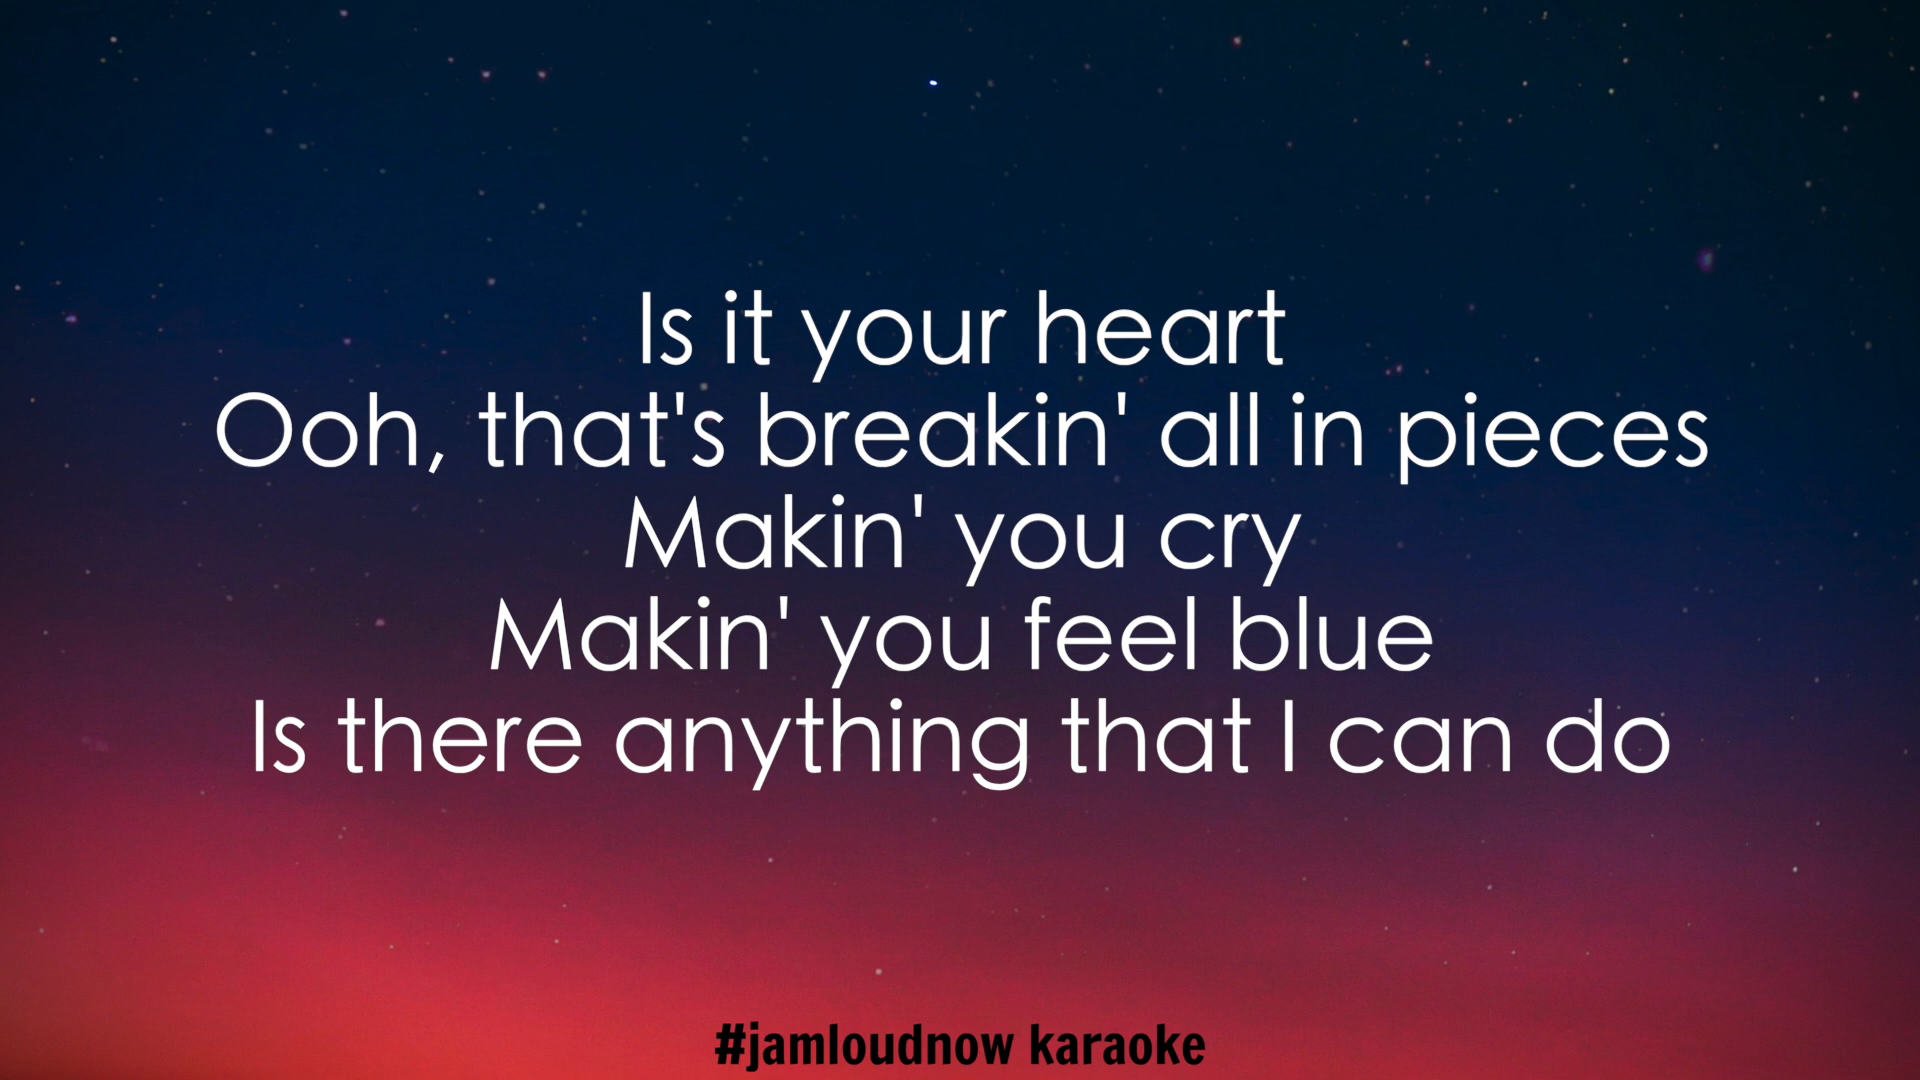 Is it your heart
Ooh, that's breakin' all in pieces
Makin' you cry
Makin' you feel blue
Is there anything that I can do
#jamloudnow karaoke